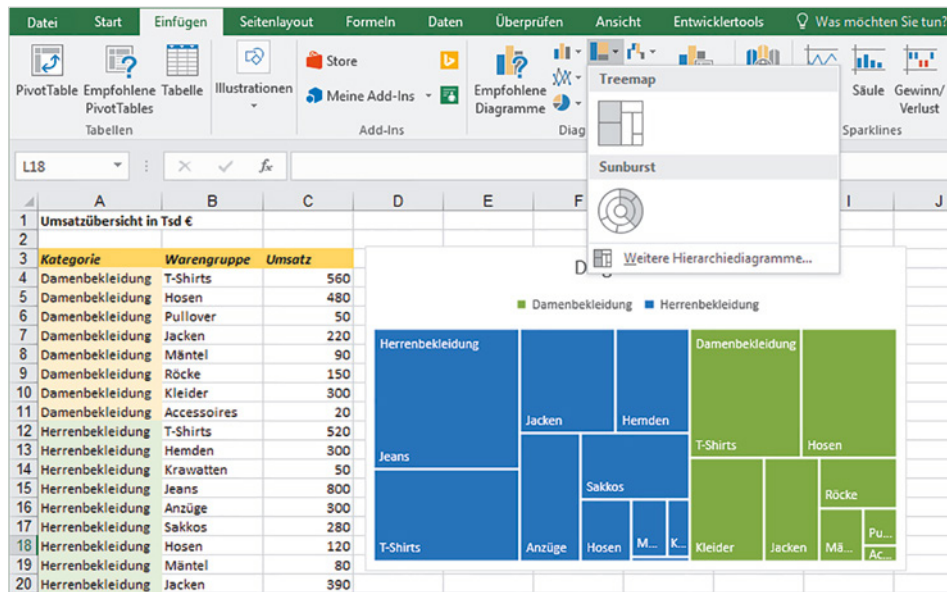 Datei Start Einfügen Seitenlayout Formeln Daten Überprüfen Ansicht Entwicklertools Was möchten Sie tun?
PivotTable Empfohlene PivotTables Tabelle
Illustrationen
Store
Meine Add-Ins
Empfohlene Diagramme
Säule Gewinn/ Verlust
Tabellen Add-Ins Diag Sparklines
Treemap
Sunburst
Weitere Hierarchiediagramme...
L18 fx
A B C D E F I J
1 Umsatzübersicht in Tsd €
2
3 Kategorie Warengruppe Umsatz
4 Damenbekleidung T-Shirts 560
5 Damenbekleidung Hosen 480
6 Damenbekleidung Pullover 50
7 Damenbekleidung Jacken 220
8 Damenbekleidung Mäntel 90
9 Damenbekleidung Röcke 150
10 Damenbekleidung Kleider 300
11 Damenbekleidung Accessoires 20
12 Herrenbekleidung T-Shirts 520
13 Herrenbekleidung Hemden 300
14 Herrenbekleidung Krawatten 50
15 Herrenbekleidung Jeans 800
16 Herrenbekleidung Anzüge 300
17 Herrenbekleidung Sakkos 280
18 Herrenbekleidung Hosen 120
19 Herrenbekleidung Mäntel 80
20 Herrenbekleidung Jacken 390
Damenbekleidung Herrenbekleidung
Herrenbekleidung
Jeans
T-Shirts
Jacken
Hemden
Anzüge
Sakkos
Hosen
M...
K...
Damenbekleidung
T-Shirts
Hosen
Kleider
Jacken
Röcke
Mä...
Pu...
Ac...